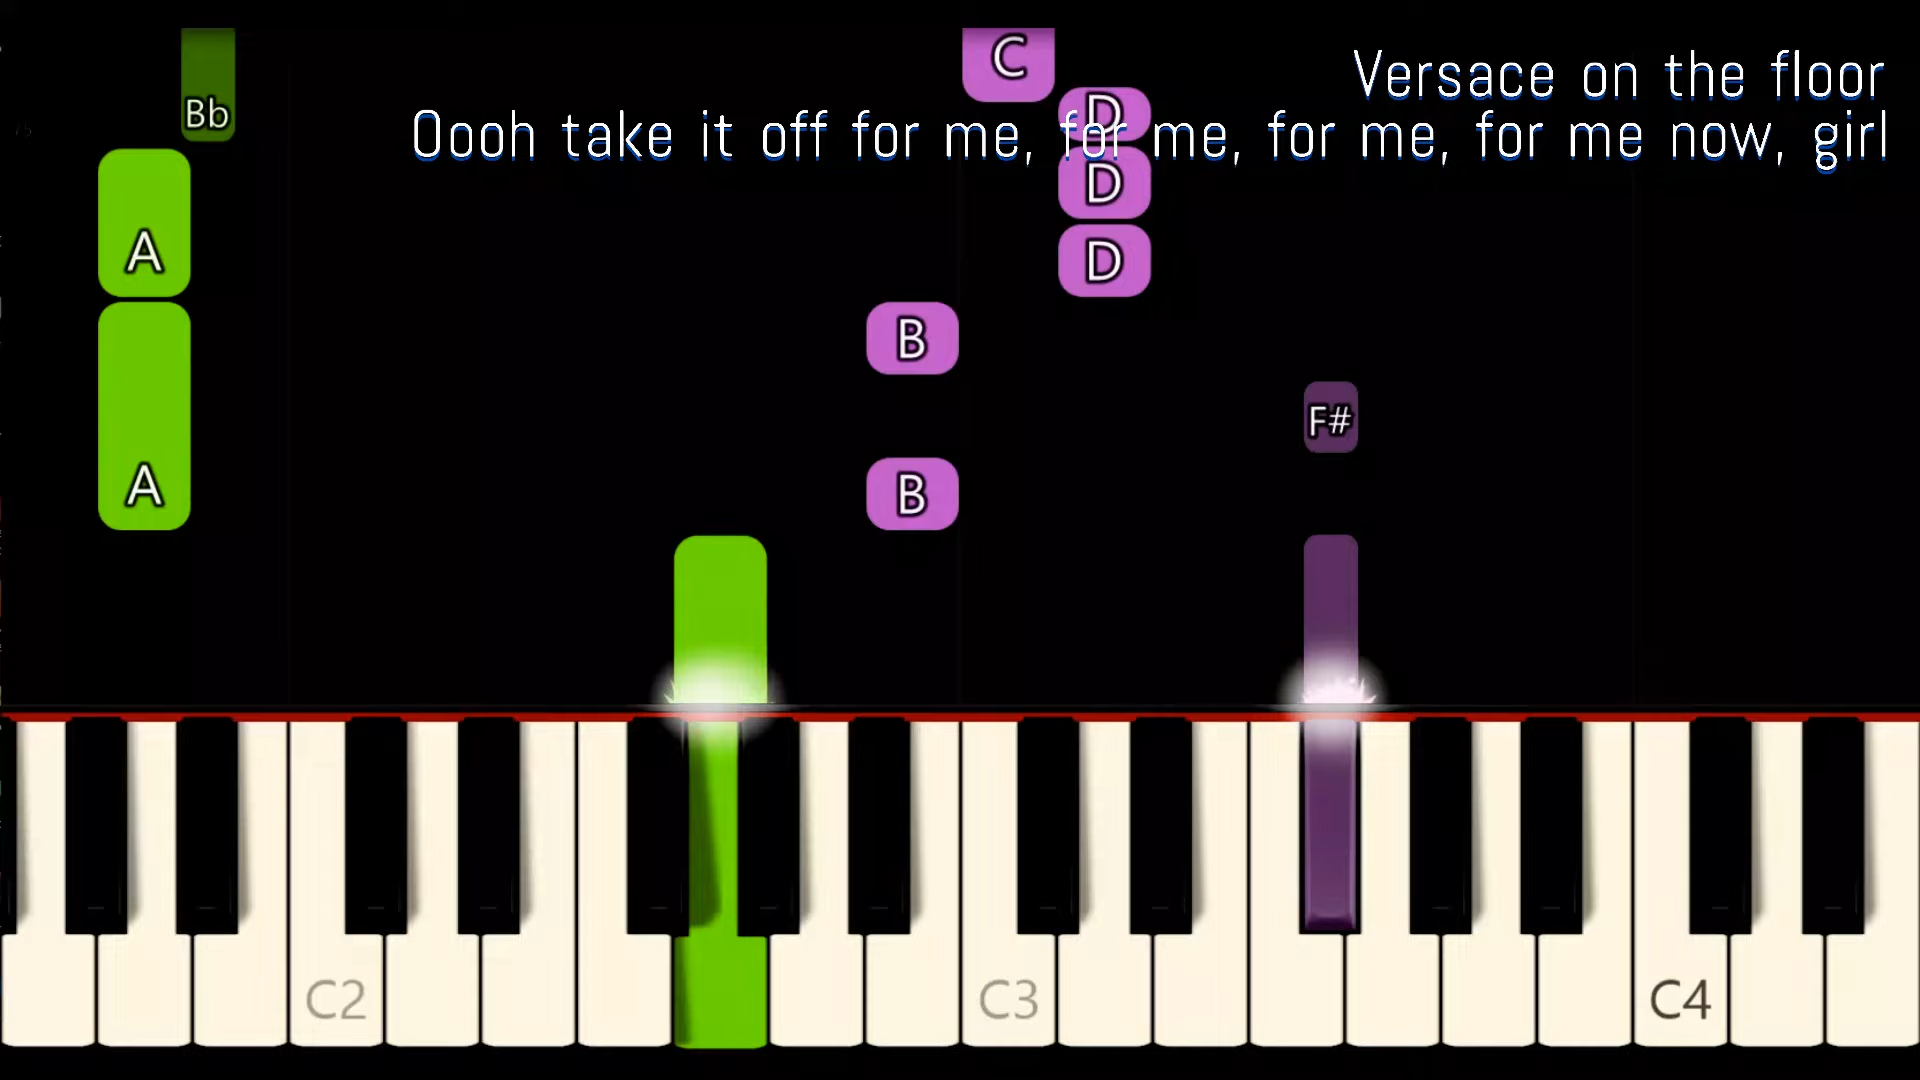 C
Versace on the floor
Bb
D
Oooh take it off for me, for me, for me, for me now, girl
D
A
D
B
F#
A
B
C2
C3
C4